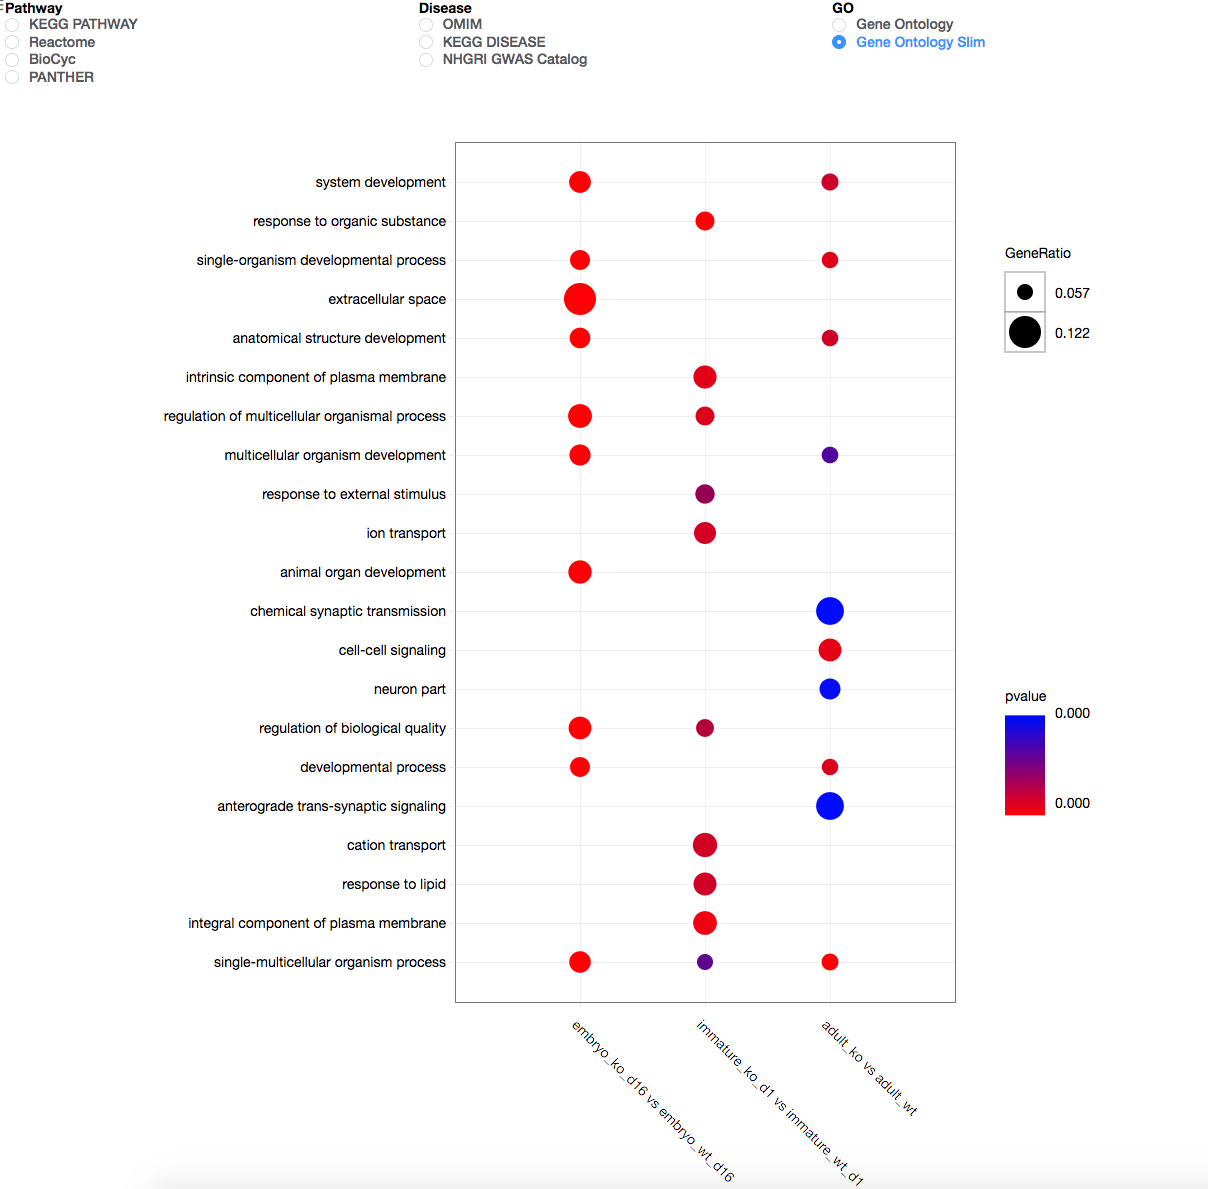 Pathway
KEGG PATHWAY
Reactome
BioCyc
PANTHER
Disease
OMIM
KEGG DISEASE
NHGRI GWAS Catalog
GO
Gene Ontology
Gene Ontology Slim
system development
response to organic substance
single-organism developmental process
extracellular space
anatomical structure development
intrinsic component of plasma membrane
regulation of multicellular organismal process
multicellular organism development
response to external stimulus
ion transport
animal organ development
chemical synaptic transmission
cell-cell signaling
neuron part
regulation of biological quality
developmental process
anterograde trans-synaptic signaling
cation transport
response to lipid
integral component of plasma membrane
single-multicellular organism process
embryo_ko_d16 vs embryo_wt_d16
immature_ko_d1 vs immature_wt_d1
adult_ko vs adult_wt
GeneRatio
0.057
0.122
pvalue
0.000
0.000